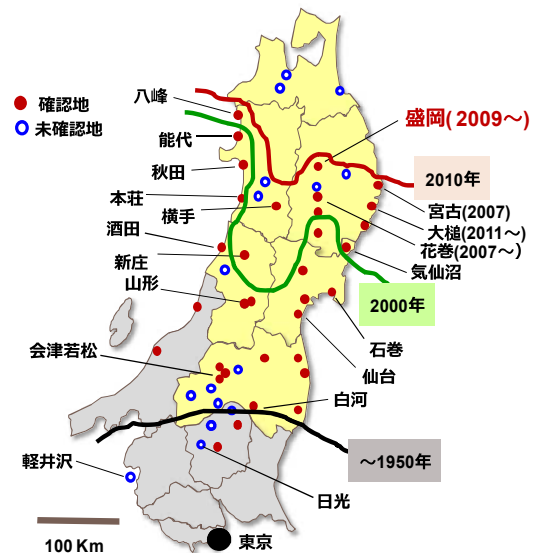 確認地
未確認地
八峰
能代
秋田
本荘
横手
酒田
新庄
山形
会津若松
軽井沢
盛岡(2009～)
2010年
宮古(2007)
大槌(2011～)
花巻(2007～)
気仙沼
2000年
石巻
仙台
白河
～1950年
日光
東京
100 Km